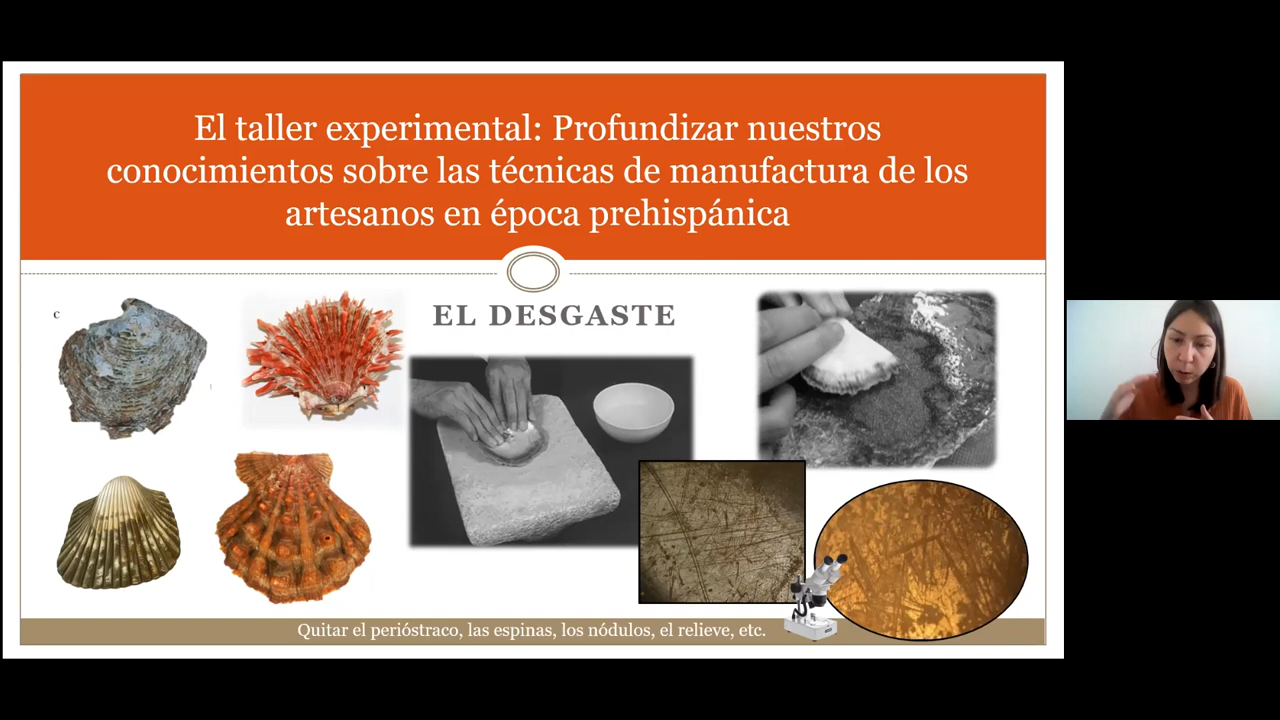 El taller experimental: Profundizar nuestros
conocimientos sobre las técnicas de manufactura de los
artesanos en época prehispánica
EL DESGASTE
c
Quitar el perióstraco, las espinas, los nódulos, el relieve, etc.